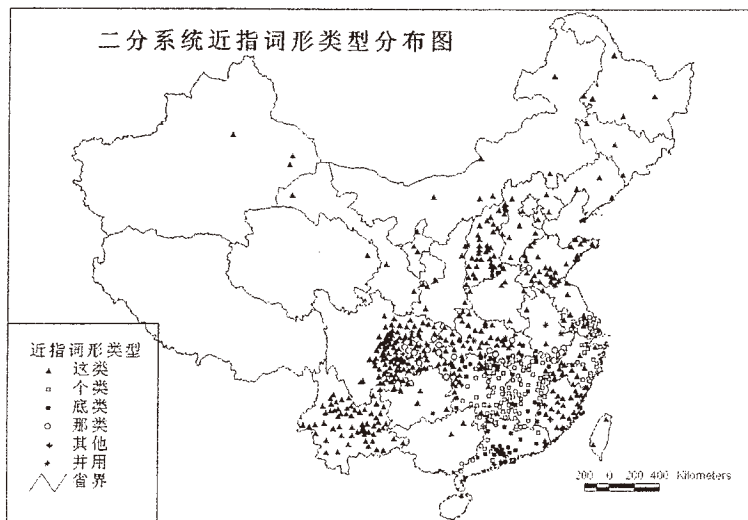 二分系统近指词形类型分布图
近指词形类型
这类
个类
底类
那类
其他
并用
省界
200 0 200 400 Kilometers